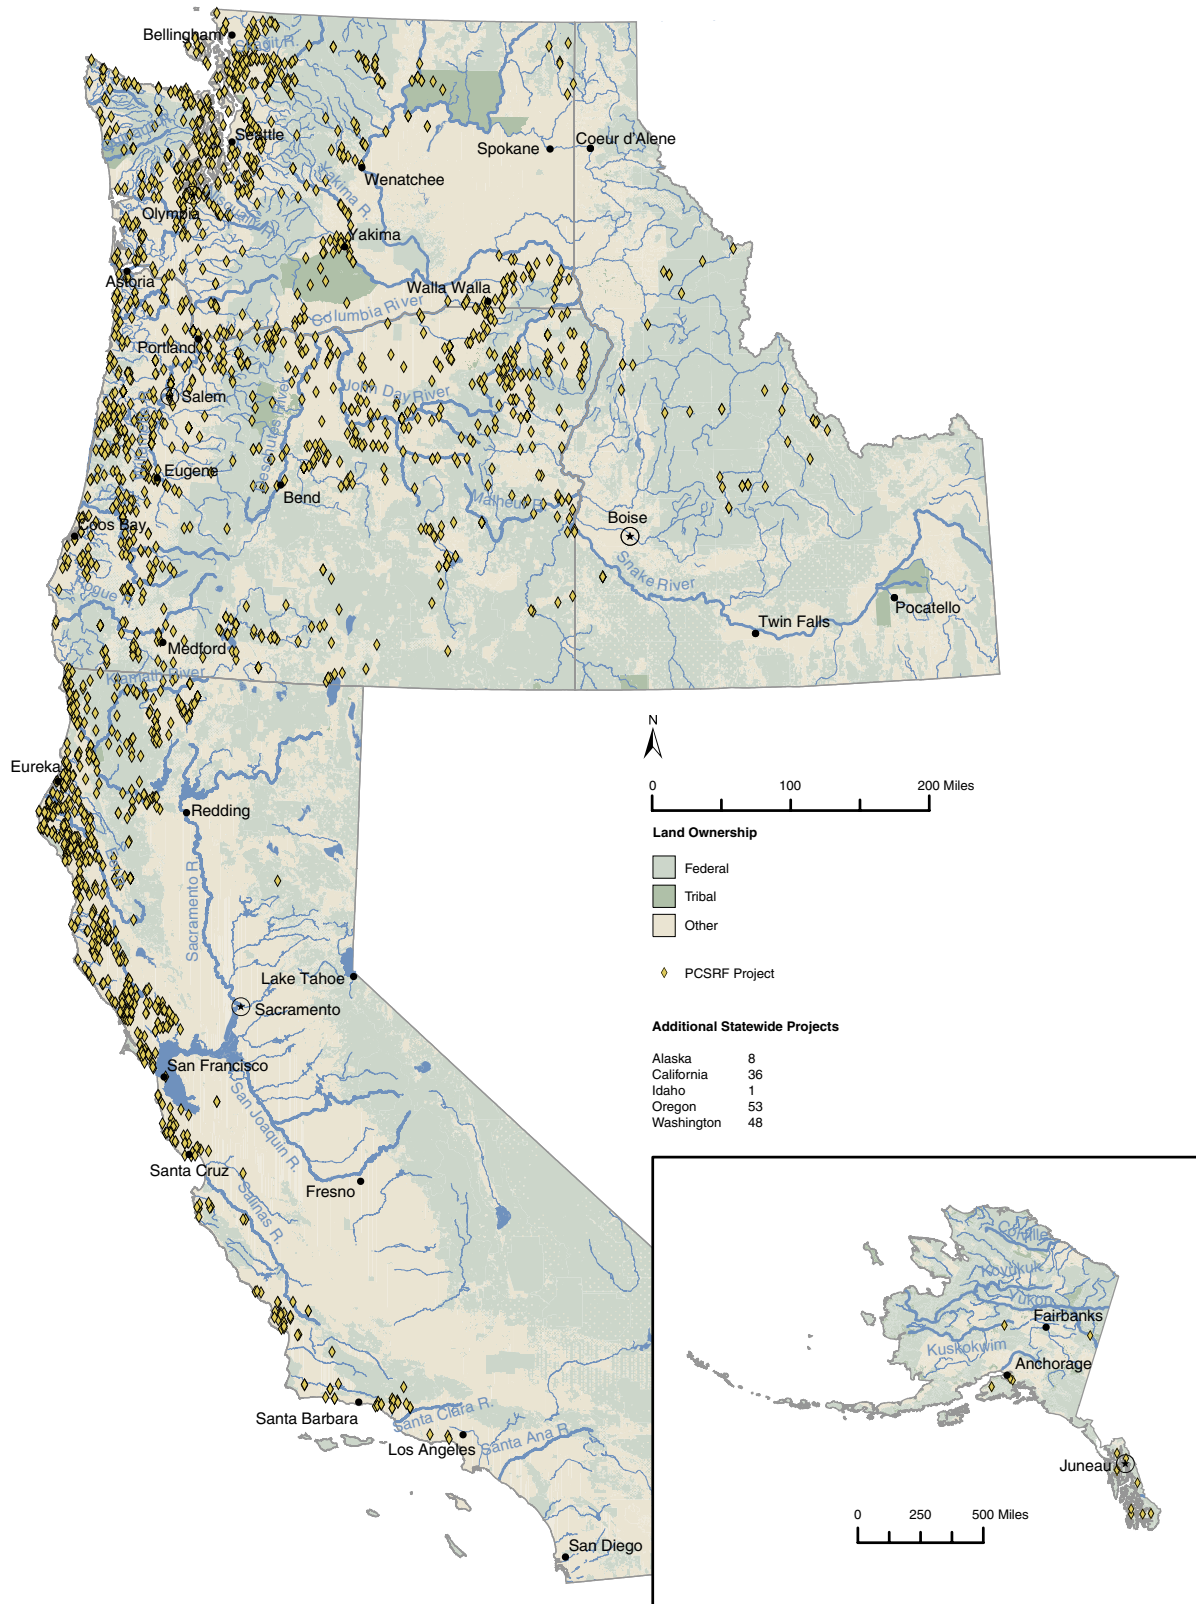 Bellingham
Skagit R.
Seattle
Spokane
Coeur d'Alene
Wenatchee
Yakima R.
Olympia
Nisqually R.
Yakima
Astoria
Walla Walla
Columbia River
Portland
John Day River
Salem
Deschutes River
Eugene
Bend
Malheur R.
Coos Bay
Boise
Snake River
Rogue R.
Pocatello
Twin Falls
Medford
Klamath River
N
Eureka
0 100 200 Miles
Redding
Land Ownership
Federal
Sacramento R.
Tribal
Other
PCSRF Project
Lake Tahoe
Sacramento
Additional Statewide Projects
Alaska 8
California 36
Idaho 1
Oregon 53
Washington 48
San Francisco
San Joaquin R.
Santa Cruz
Fresno
Salinas R.
Colville
Koyukuk
Yukon
Fairbanks
Kuskokwim
Anchorage
Santa Barbara
Santa Clara R.
Los Angeles
Santa Ana R.
Juneau
0 250 500 Miles
San Diego